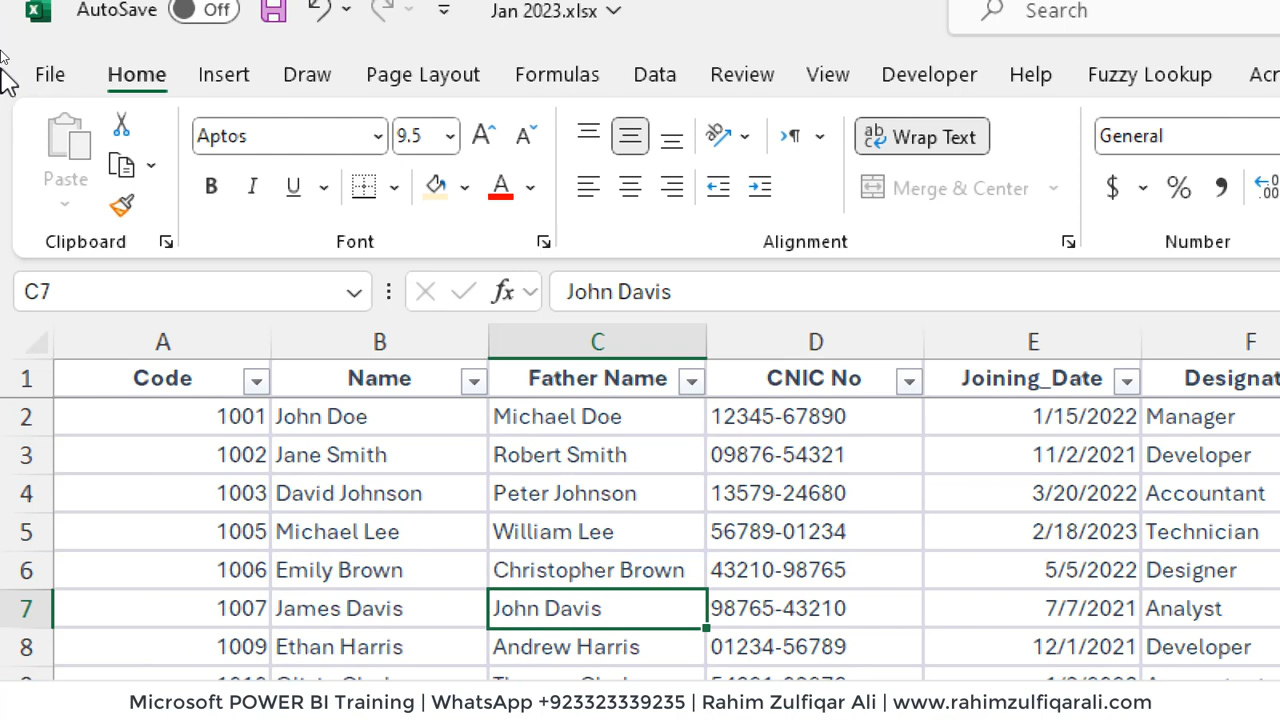 AutoSave Off Jan 2023.xlsx Search
File Home Insert Draw Page Layout Formulas Data Review View Developer Help Fuzzy Lookup Acr
Paste Aptos 9.5 Wrap Text General
B I U A Merge & Center $ % , .00
Clipboard Font Alignment Number
C7 fx John Davis
A B C D E F
1 Code Name Father Name CNIC No Joining_Date Designat
2 1001 John Doe Michael Doe 12345-67890 1/15/2022 Manager
3 1002 Jane Smith Robert Smith 09876-54321 11/2/2021 Developer
4 1003 David Johnson Peter Johnson 13579-24680 3/20/2022 Accountant
5 1005 Michael Lee William Lee 56789-01234 2/18/2023 Technician
6 1006 Emily Brown Christopher Brown 43210-98765 5/5/2022 Designer
7 1007 James Davis John Davis 98765-43210 7/7/2021 Analyst
8 1009 Ethan Harris Andrew Harris 01234-56789 12/1/2021 Developer
Microsoft POWER BI Training | WhatsApp +923323339235 | Rahim Zulfiqar Ali | www.rahimzulfiqarali.com